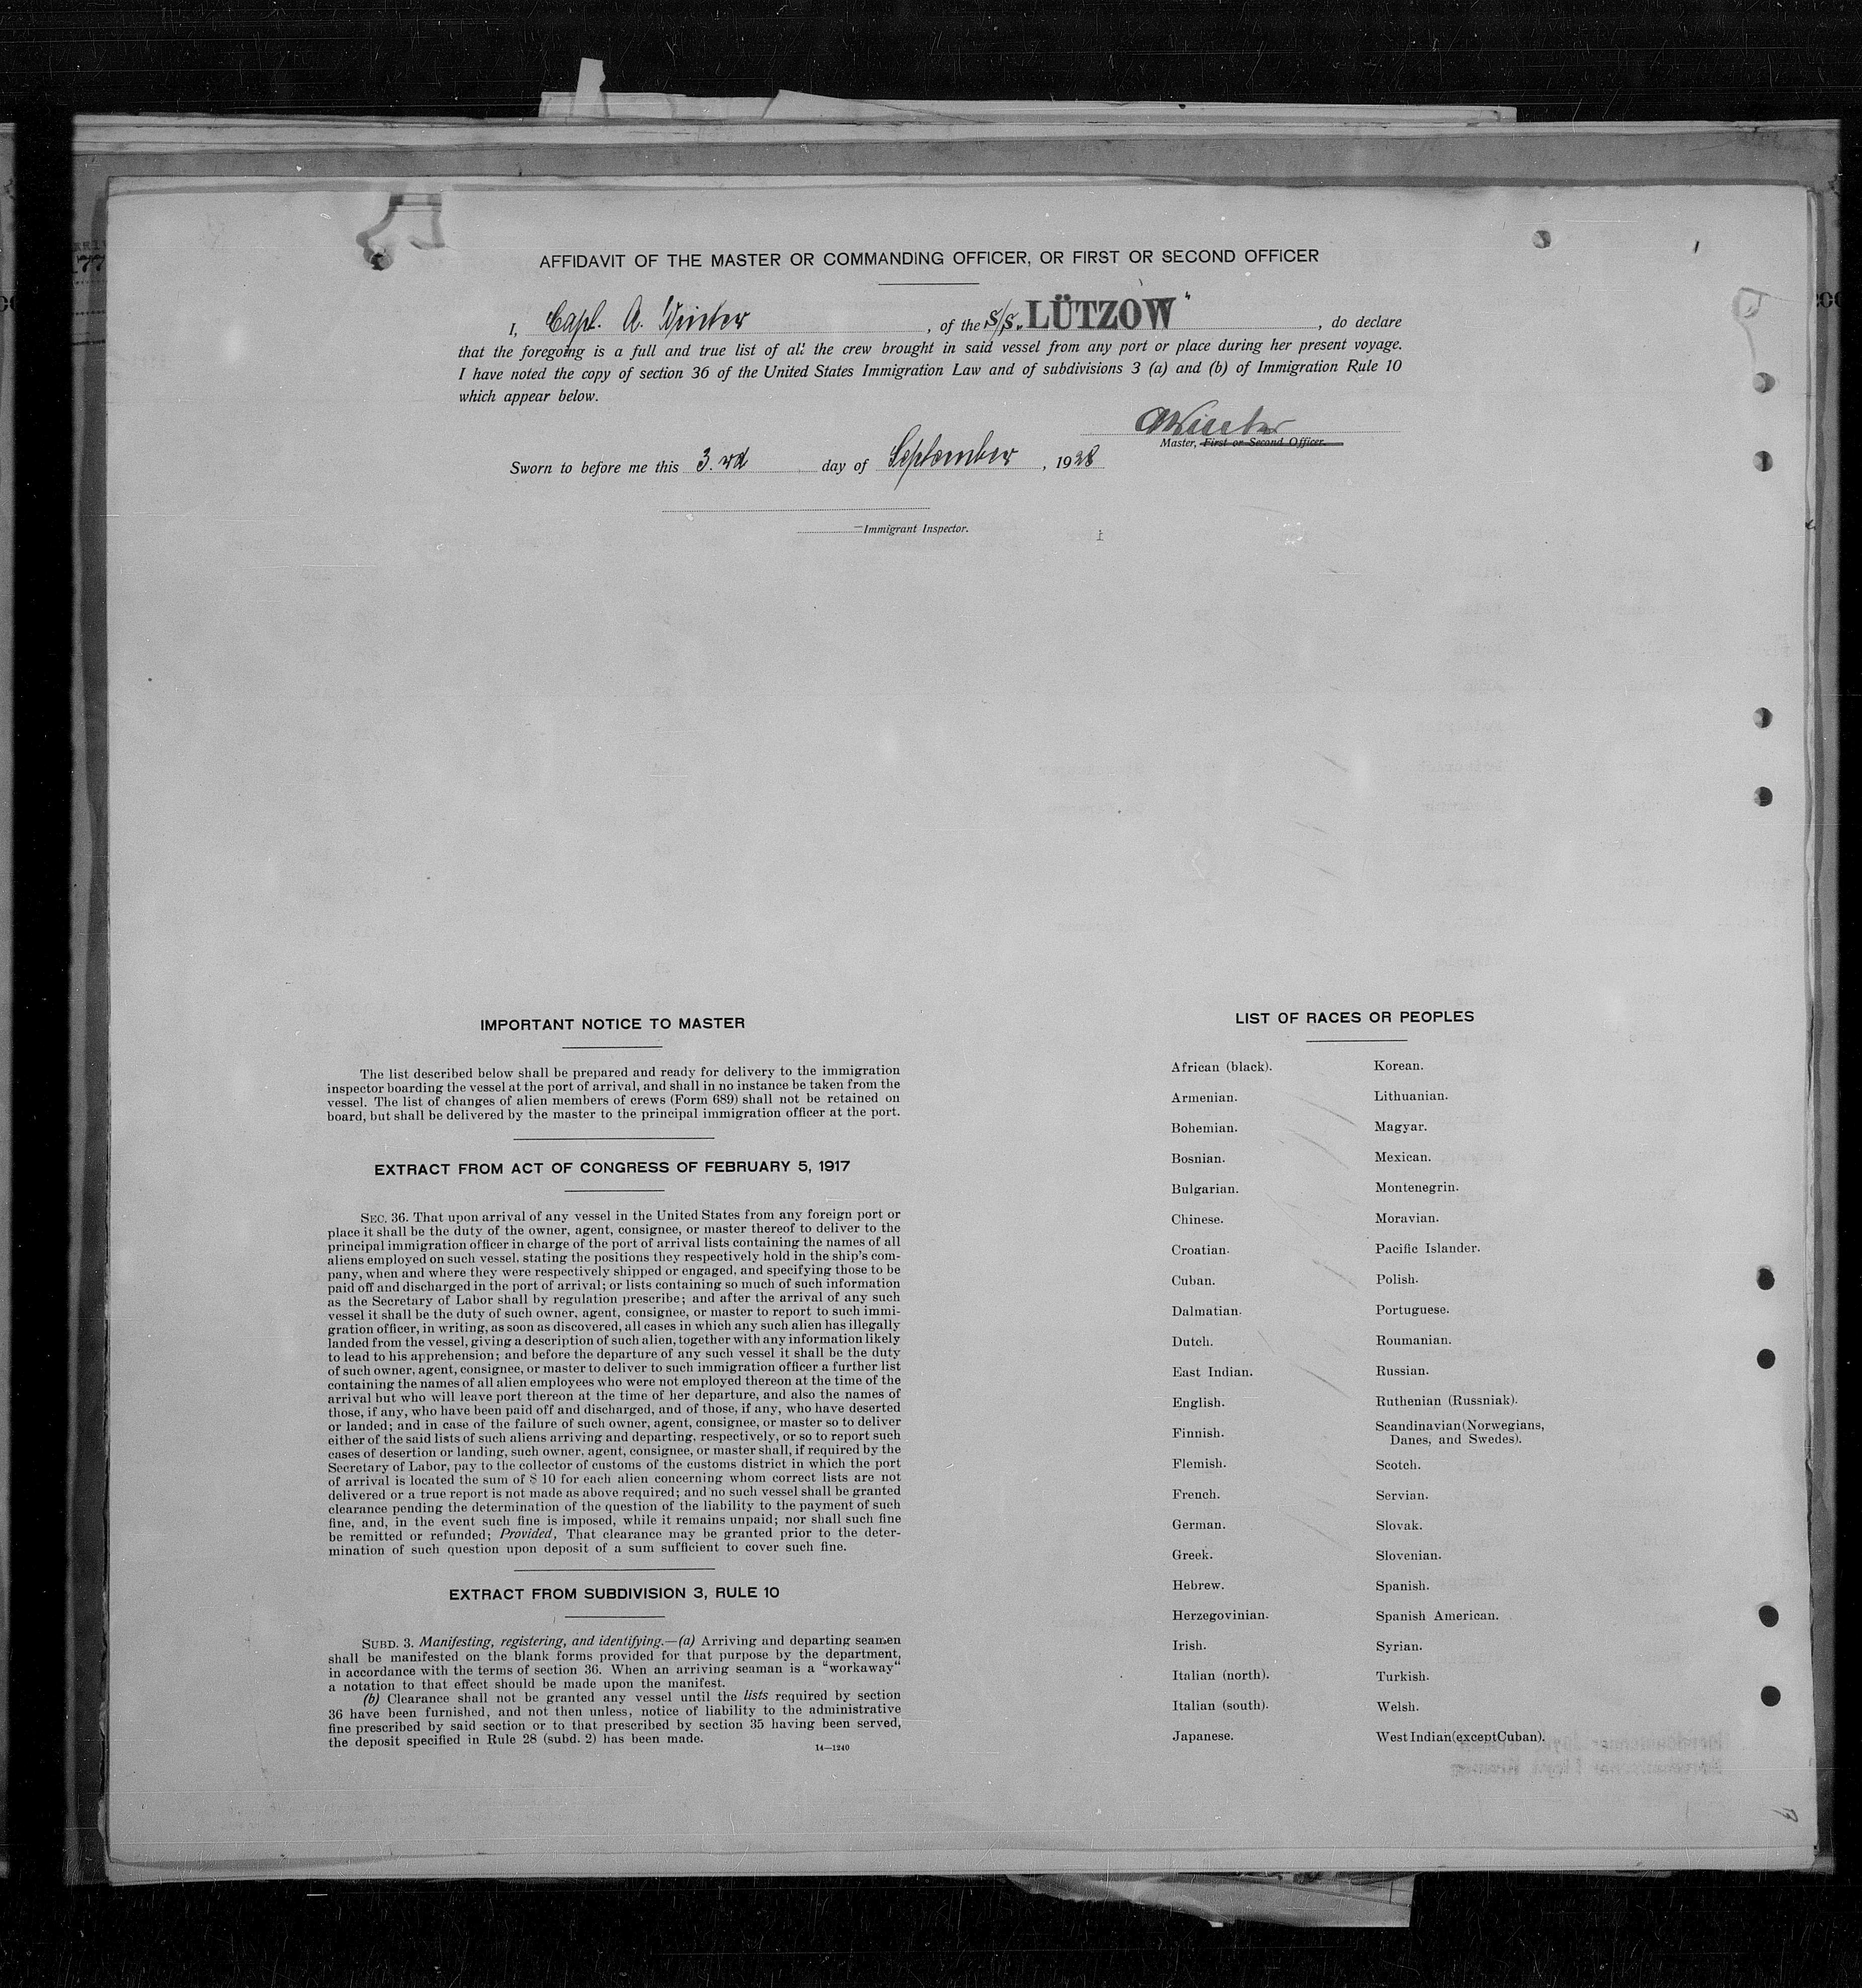 AFFIDAVIT OF THE MASTER OR COMMANDING OFFICER, OR FIRST OR SECOND OFFICER
I, Capt. A. Winter, of the S/S. „LÜTZOW", do declare
that the foregoing is a full and true list of all the crew brought in said vessel from any port or place during her present voyage.
I have noted the copy of section 36 of the United States Immigration Law and of subdivisions 3 (a) and (b) of Immigration Rule 10
which appear below.
AWinter
Master, First or Second Officer.
Sworn to before me this 3.rd day of September, 1928
Immigrant Inspector.
IMPORTANT NOTICE TO MASTER
The list described below shall be prepared and ready for delivery to the immigration
inspector boarding the vessel at the port of arrival, and shall in no instance be taken from the
vessel. The list of changes of alien members of crews (Form 689) shall not be retained on
board, but shall be delivered by the master to the principal immigration officer at the port.
EXTRACT FROM ACT OF CONGRESS OF FEBRUARY 5, 1917
SEC. 36. That upon arrival of any vessel in the United States from any foreign port or
place it shall be the duty of the owner, agent, consignee, or master thereof to deliver to the
principal immigration officer in charge of the port of arrival lists containing the names of all
aliens employed on such vessel, stating the positions they respectively hold in the ship's com-
pany, when and where they were respectively shipped or engaged, and specifying those to be
paid off and discharged in the port of arrival; or lists containing so much of such information
as the Secretary of Labor shall by regulation prescribe; and after the arrival of any such
vessel it shall be the duty of such owner, agent, consignee, or master to report to such immi-
gration officer, in writing, as soon as discovered, all cases in which any such alien has illegally
landed from the vessel, giving a description of such alien, together with any information likely
to lead to his apprehension; and before the departure of any such vessel it shall be the duty
of such owner, agent, consignee, or master to deliver to such immigration officer a further list
containing the names of all alien employees who were not employed thereon at the time of the
arrival but who will leave port thereon at the time of her departure, and also the names of
those, if any, who have been paid off and discharged, and of those, if any, who have deserted
or landed; and in case of the failure of such owner, agent, consignee, or master so to deliver
either of the said lists of such aliens arriving and departing, respectively, or so to report such
cases of desertion or landing, such owner, agent, consignee, or master shall, if required by the
Secretary of Labor, pay to the collector of customs of the customs district in which the port
of arrival is located the sum of $ 10 for each alien concerning whom correct lists are not
delivered or a true report is not made as above required; and no such vessel shall be granted
clearance pending the determination of the question of the liability to the payment of such
fine, and, in the event such fine is imposed, while it remains unpaid; nor shall such fine
be remitted or refunded; Provided, That clearance may be granted prior to the deter-
mination of such question upon deposit of a sum sufficient to cover such fine.
EXTRACT FROM SUBDIVISION 3, RULE 10
SUBD. 3. Manifesting, registering, and identifying.—(a) Arriving and departing seamen
shall be manifested on the blank forms provided for that purpose by the department,
in accordance with the terms of section 36. When an arriving seaman is a "workaway"
a notation to that effect should be made upon the manifest.
(b) Clearance shall not be granted any vessel until the lists required by section
36 have been furnished, and not then unless, notice of liability to the administrative
fine prescribed by said section or to that prescribed by section 35 having been served,
the deposit specified in Rule 28 (subd. 2) has been made.
14—1240
LIST OF RACES OR PEOPLES
African (black).
Armenian.
Bohemian.
Bosnian.
Bulgarian.
Chinese.
Croatian.
Cuban.
Dalmatian.
Dutch.
East Indian.
English.
Finnish.
Flemish.
French.
German.
Greek.
Hebrew.
Herzegovinian.
Irish.
Italian (north).
Italian (south).
Japanese.
Korean.
Lithuanian.
Magyar.
Mexican.
Montenegrin.
Moravian.
Pacific Islander.
Polish.
Portuguese.
Roumanian.
Russian.
Ruthenian (Russniak).
Scandinavian(Norwegians,
Danes, and Swedes).
Scotch.
Servian.
Slovak.
Slovenian.
Spanish.
Spanish American.
Syrian.
Turkish.
Welsh.
West Indian(exceptCuban).